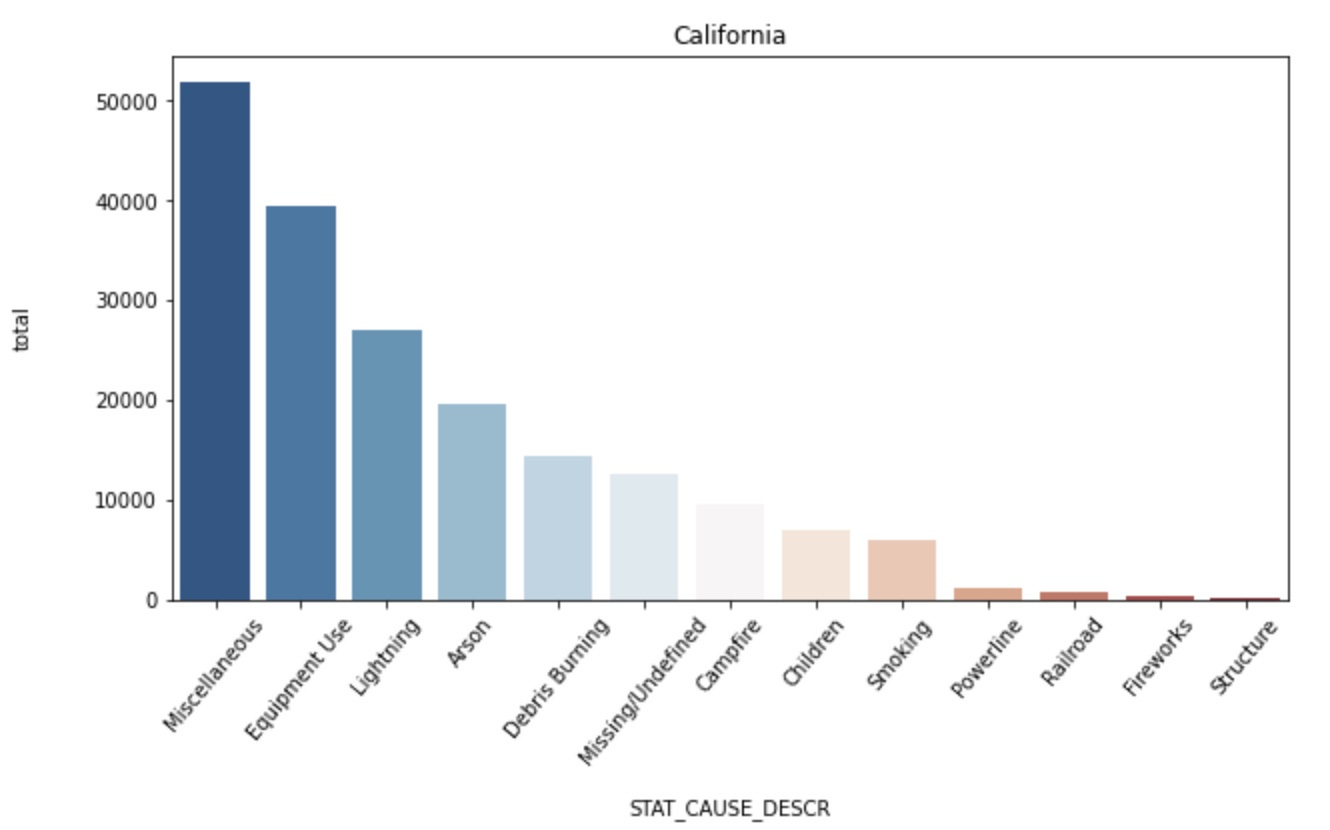 California
total
50000
40000
30000
20000
10000
0
Miscellaneous
Equipment Use
Lightning
Arson
Debris Burning
Missing/Undefined
Campfire
Children
Smoking
Powerline
Railroad
Fireworks
Structure
STAT_CAUSE_DESCR